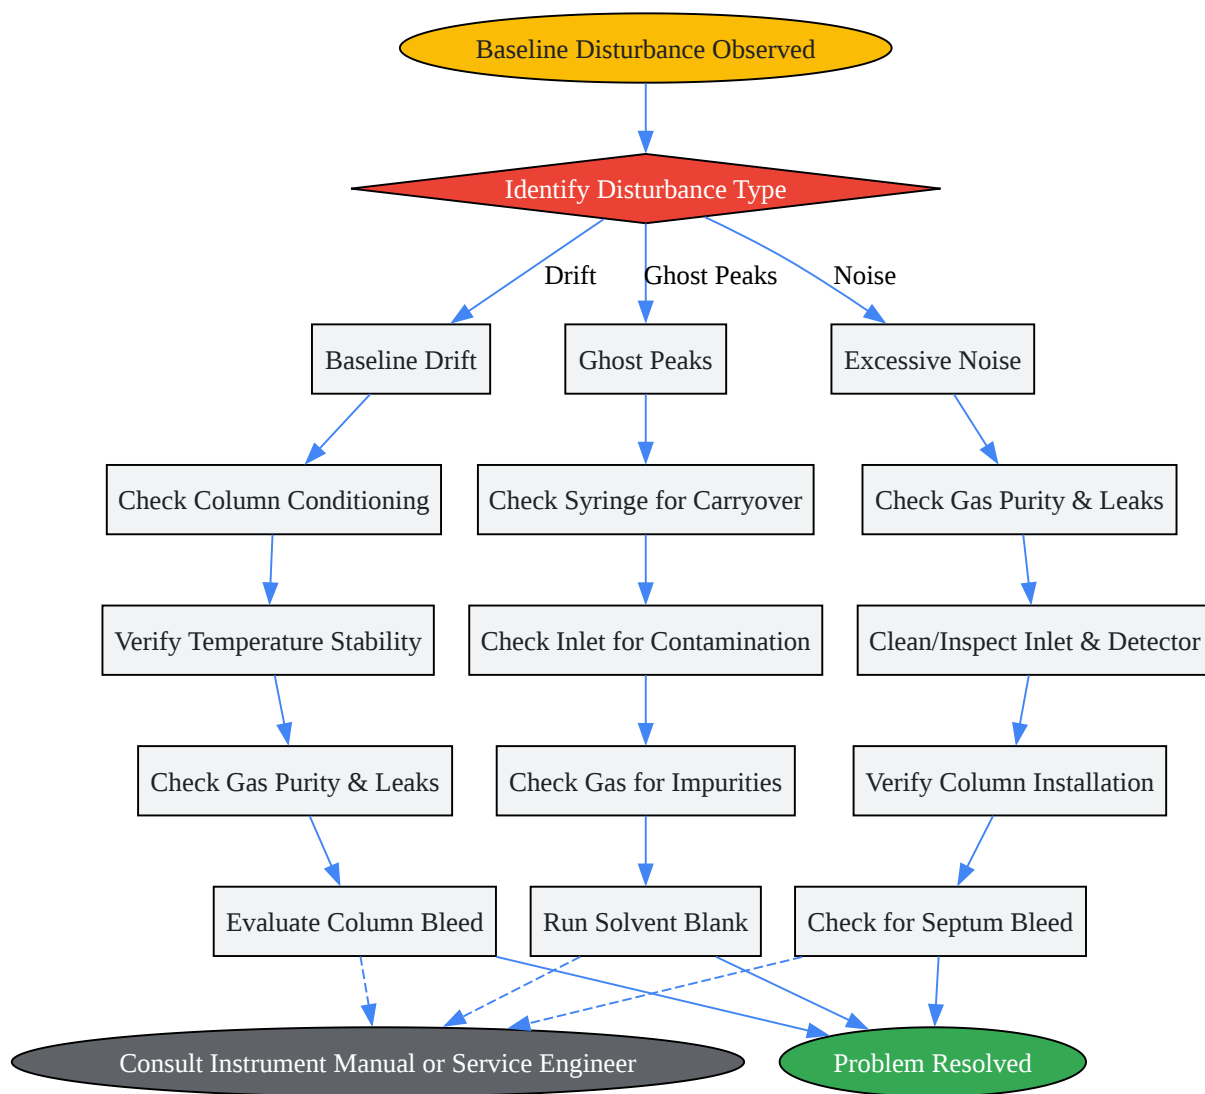 Baseline Disturbance Observed
Identify Disturbance Type
Drift
Ghost Peaks
Noise
Baseline Drift
Ghost Peaks
Excessive Noise
Check Column Conditioning
Check Syringe for Carryover
Check Gas Purity & Leaks
Verify Temperature Stability
Check Inlet for Contamination
Clean/Inspect Inlet & Detector
Check Gas Purity & Leaks
Check Gas for Impurities
Verify Column Installation
Evaluate Column Bleed
Run Solvent Blank
Check for Septum Bleed
Consult Instrument Manual or Service Engineer
Problem Resolved